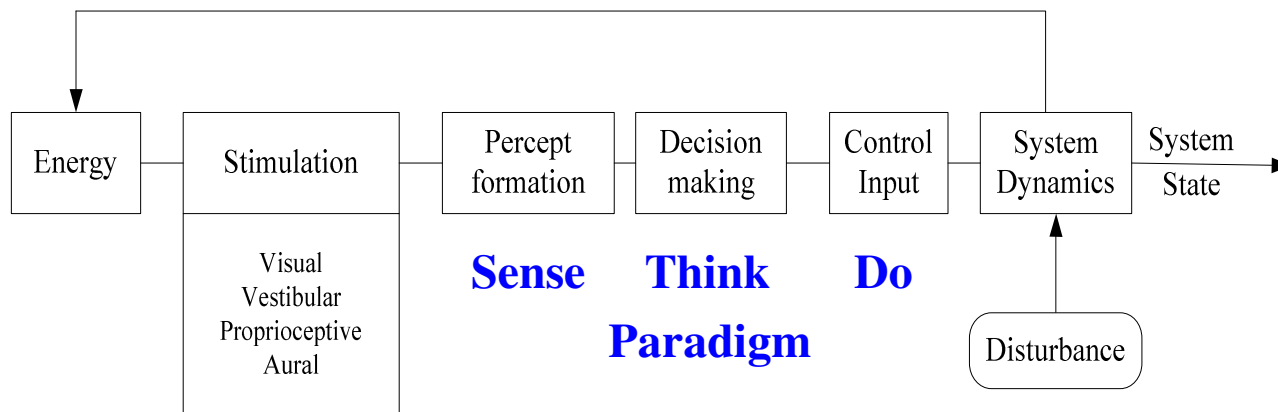 Energy
Stimulation
Percept
formation
Decision
making
Control
Input
System
Dynamics
System
State
Visual
Vestibular
Proprioceptive
Aural
Sense Think Do
Paradigm
Disturbance